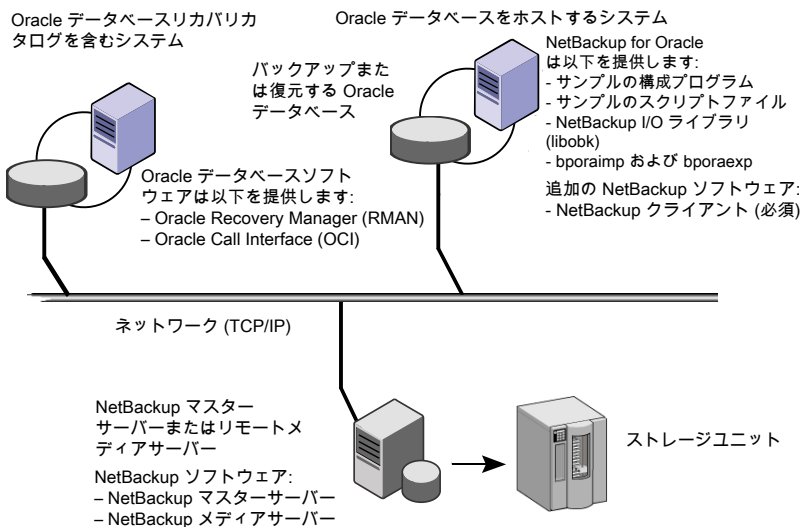 Oracle データベースリカバリカ
タログを含むシステム
Oracle データベースをホストするシステム
バックアップまた
は復元する Oracle
データベース
NetBackup for Oracle
は以下を提供します:
- サンプルの構成プログラム
- サンプルのスクリプトファイル
- NetBackup I/O ライブラリ
(libobk)
- bporaimp および bporaexp
追加の NetBackup ソフトウェア:
- NetBackup クライアント (必須)
Oracle データベースソフト
ウェアは以下を提供します:
– Oracle Recovery Manager (RMAN)
– Oracle Call Interface (OCI)
ネットワーク (TCP/IP)
NetBackup マスター
サーバーまたはリモートメ
ディアサーバー
NetBackup ソフトウェア:
– NetBackup マスターサーバー
– NetBackup メディアサーバー
ストレージユニット